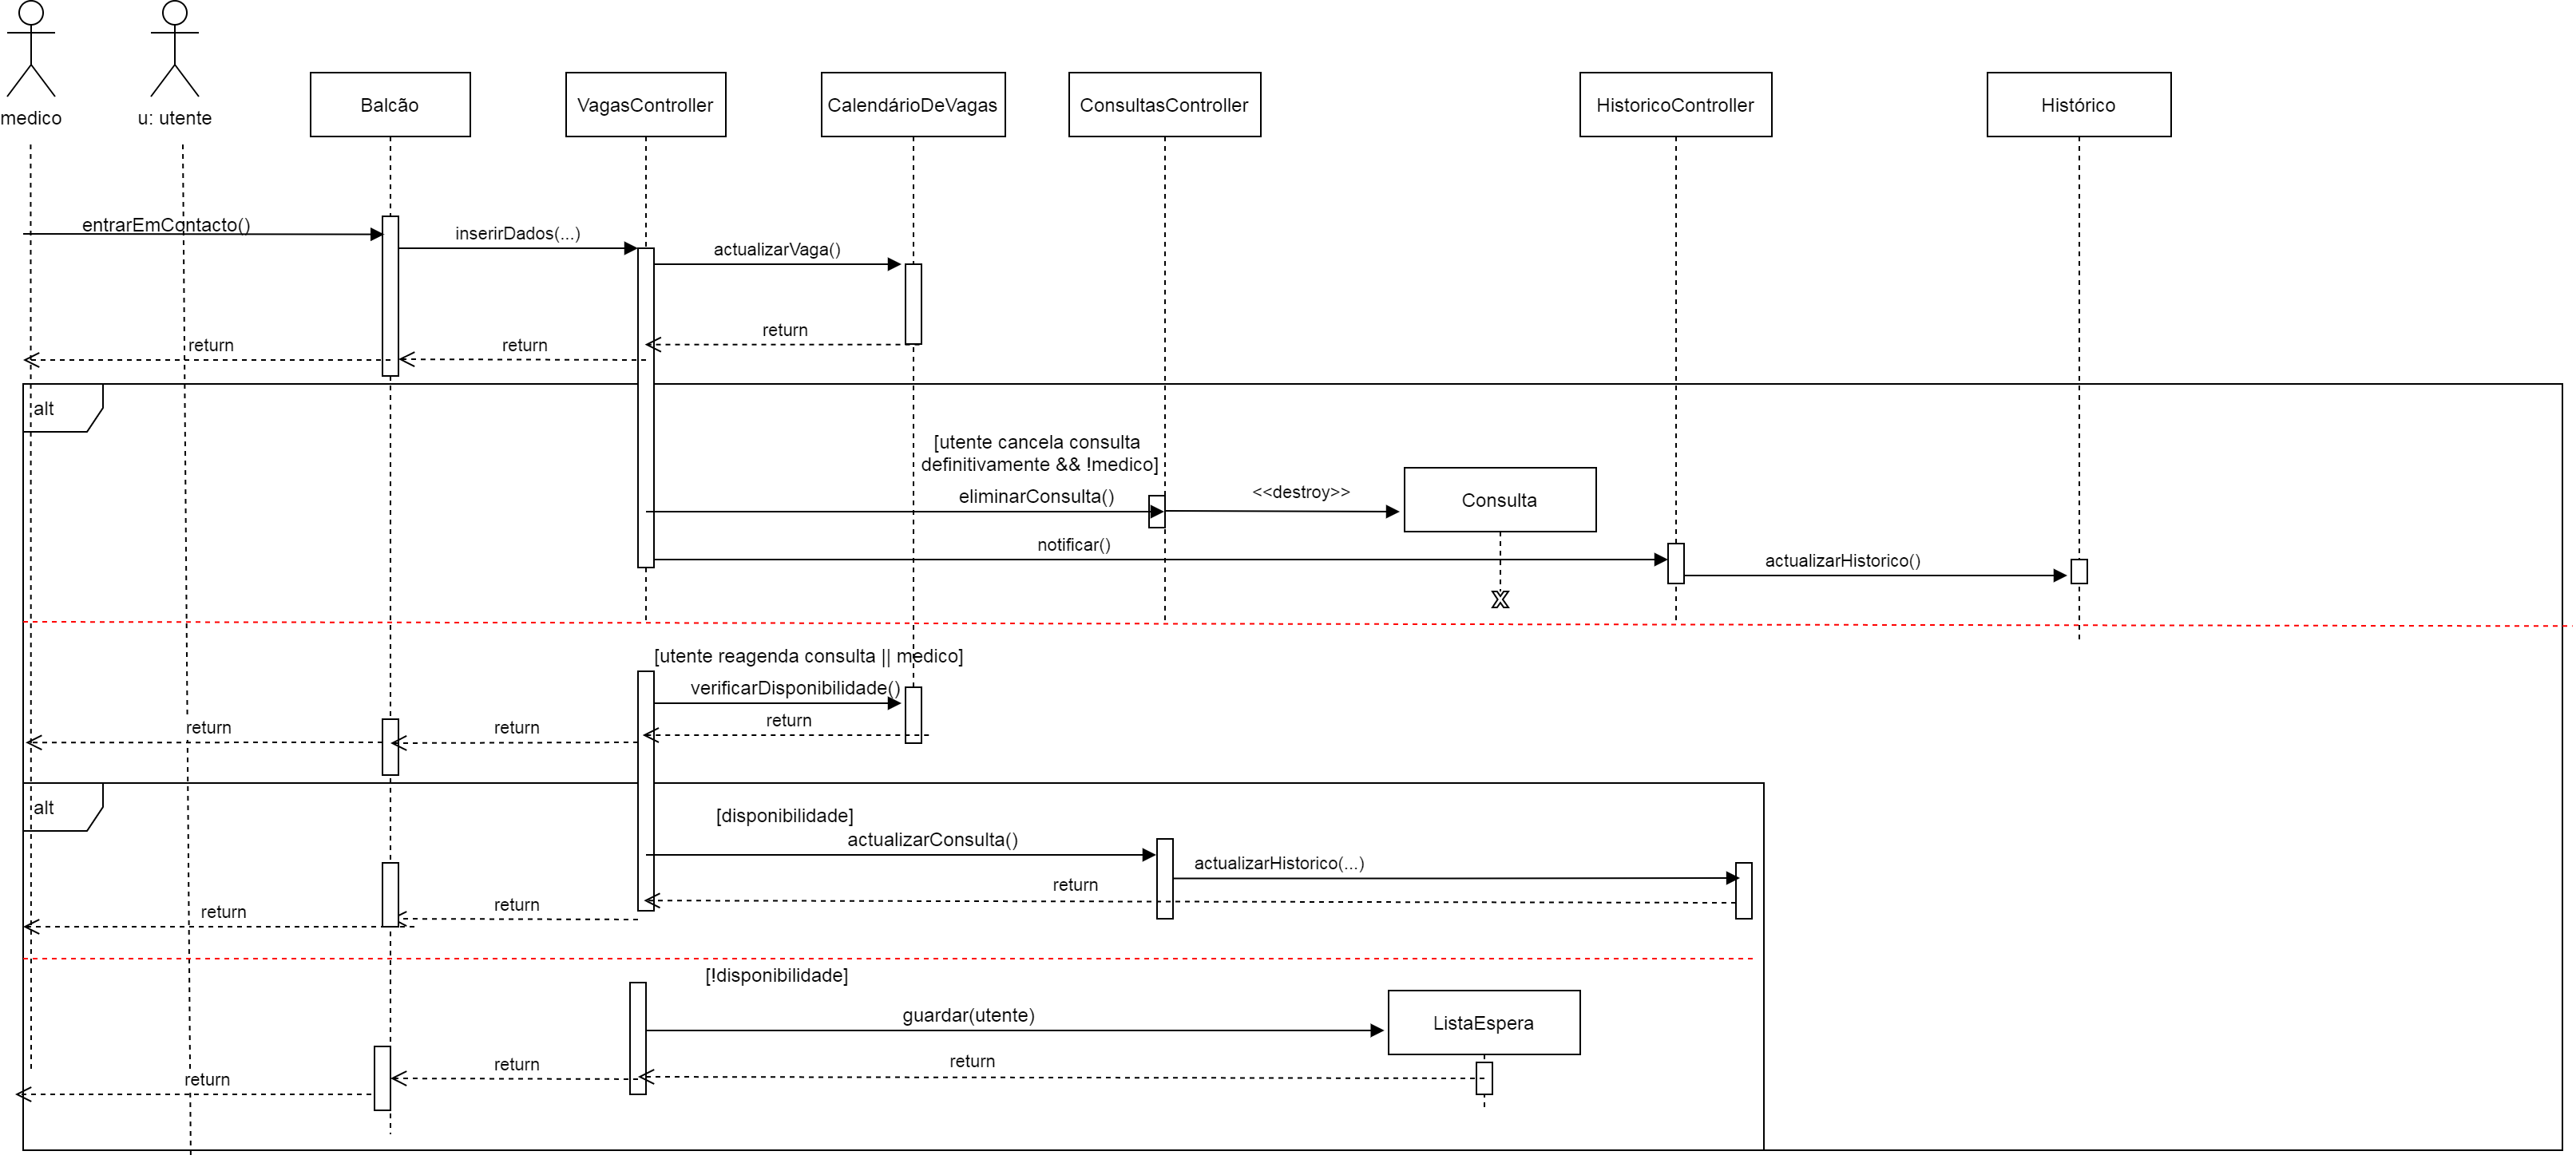 medico
u: utente
Balcão
VagasController
CalendárioDeVagas
ConsultasController
HistoricoController
Histórico
entrarEmContacto()
inserirDados(...)
actualizarVaga()
return
return
return
alt
[utente cancela consulta
definitivamente && !medico]
eliminarConsulta()
<<destroy>>
Consulta
notificar()
actualizarHistorico()
X
[utente reagenda consulta || medico]
verificarDisponibilidade()
return
return
return
alt
[disponibilidade]
actualizarConsulta()
actualizarHistorico(...)
return
return
return
[!disponibilidade]
guardar(utente)
ListaEspera
return
return
return